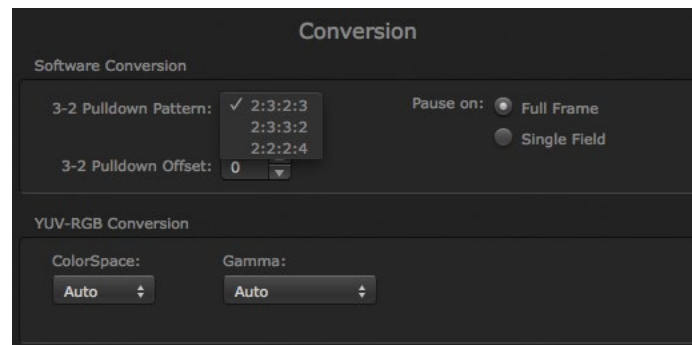 Conversion
Software Conversion
3-2 Pulldown Pattern: ✓ 2:3:2:3
2:3:3:2
2:2:2:4
Pause on: Full Frame
Single Field
3-2 Pulldown Offset: 0
YUV-RGB Conversion
ColorSpace: Gamma:
Auto Auto